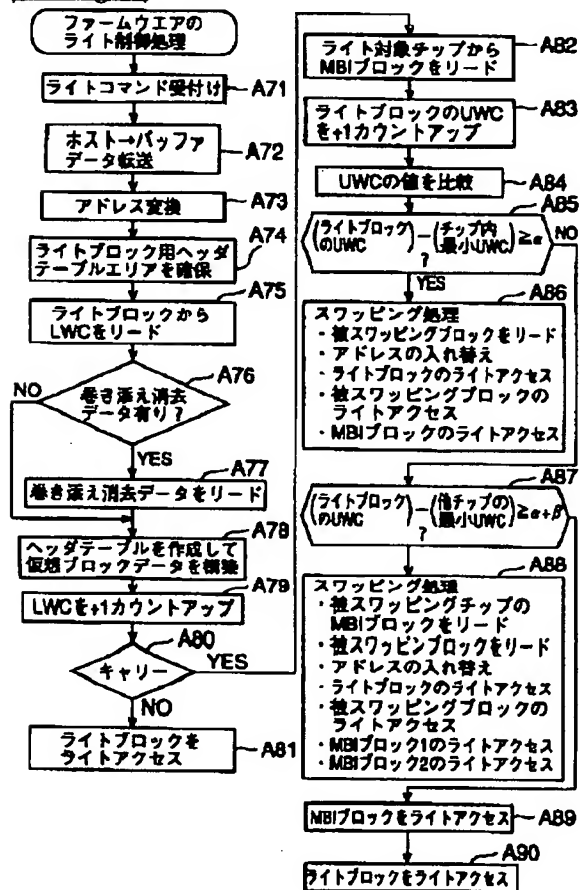 ファームウエアの
ライト制御処理
ライトコマンド受付け
A71
ホスト→バッファ
データ転送
A72
アドレス変換
A73
ライトブロック用ヘッダ
テーブルエリアを確保
A74
ライトブロックから
LWCをリード
A75
巻き添え消去
データ有り？
A76
NO
YES
巻き添え消去データをリード
A77
ヘッダテーブルを作成して
仮想ブロックデータを構築
A78
LWCを+1カウントアップ
A79
キャリー
A80
YES
NO
ライトブロックを
ライトアクセス
A81
ライト対象チップから
MBIブロックをリード
A82
ライトブロックのUWC
を+1カウントアップ
A83
UWCの値を比較
A84
(ライトブロックのUWC)－(チップ内最小UWC)≧α
？
A85
NO
YES
A86
スワッピング処理
・被スワッピングブロックをリード
・アドレスの入れ替え
・ライトブロックのライトアクセス
・被スワッピングブロックの
ライトアクセス
・MBIブロックのライトアクセス
A87
(ライトブロックのUWC)－(他チップの最小UWC)≧α+β
？
A88
スワッピング処理
・被スワッピングチップの
MBIブロックをリード
・被スワッピンブロックをリード
・アドレスの入れ替え
・ライトブロックのライトアクセス
・被スワッピングブロックの
ライトアクセス
・MBIブロック1のライトアクセス
・MBIブロック2のライトアクセス
MBIブロックをライトアクセス
A89
A90
ライトブロックをライトアクセス